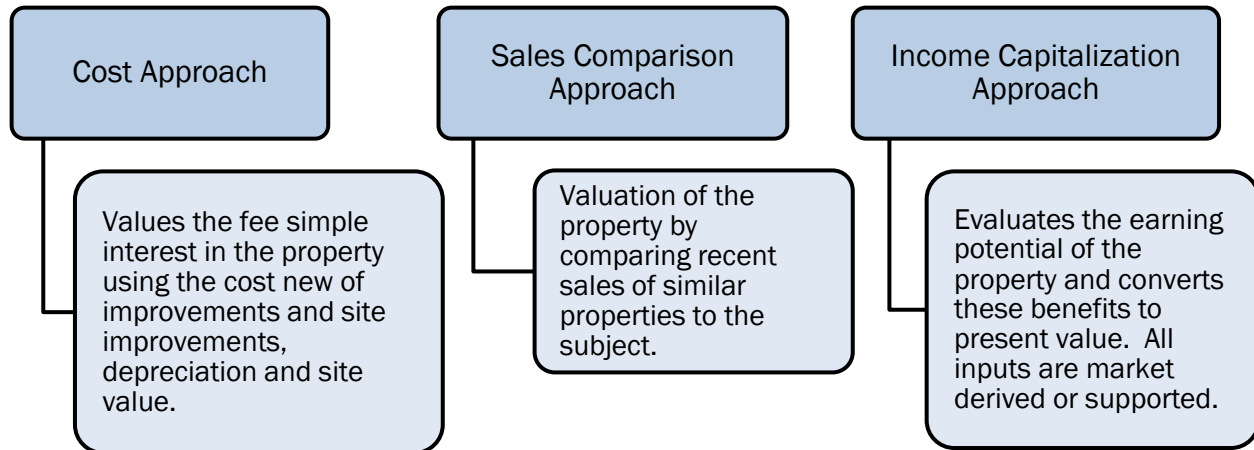 Cost Approach
Values the fee simple
interest in the property
using the cost new of
improvements and site
improvements,
depreciation and site
value.
Sales Comparison
Approach
Valuation of the
property by
comparing recent
sales of similar
properties to the
subject.
Income Capitalization
Approach
Evaluates the earning
potential of the
property and converts
these benefits to
present value.  All
inputs are market
derived or supported.